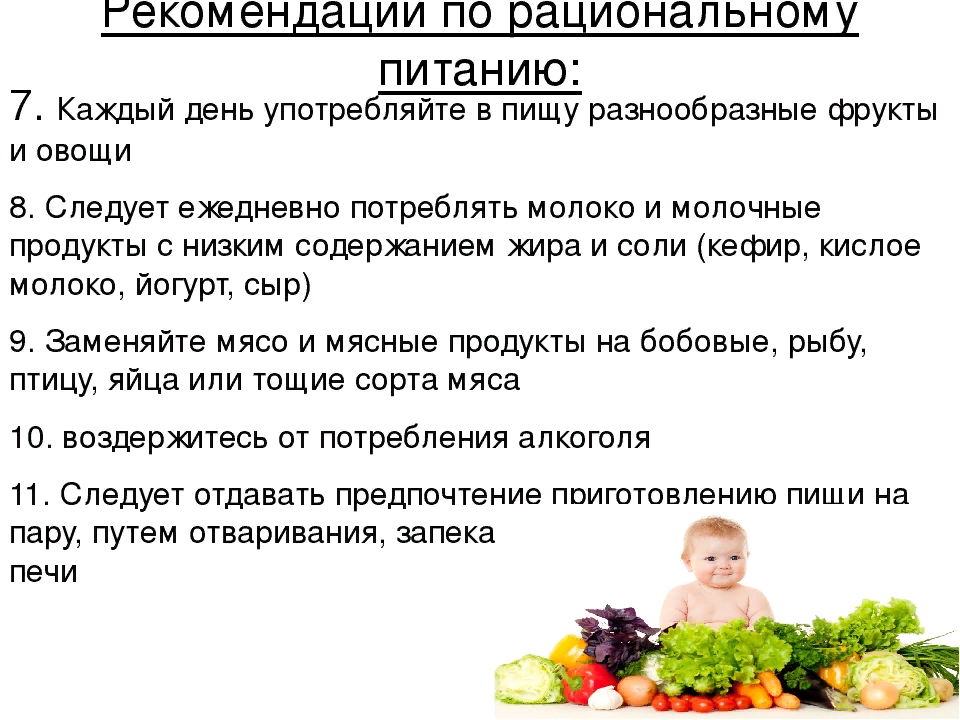 Рекомендации по рациональному
питанию:
7. Каждый день употребляйте в пищу разнообразные фрукты
и овощи
8. Следует ежедневно потреблять молоко и молочные
продукты с низким содержанием жира и соли (кефир, кислое
молоко, йогурт, сыр)
9. Заменяйте мясо и мясные продукты на бобовые, рыбу,
птицу, яйца или тощие сорта мяса
10. воздержитесь от потребления алкоголя
11. Следует отдавать предпочтение приготовлению пищи на
пару, путем отваривания, запека
печи